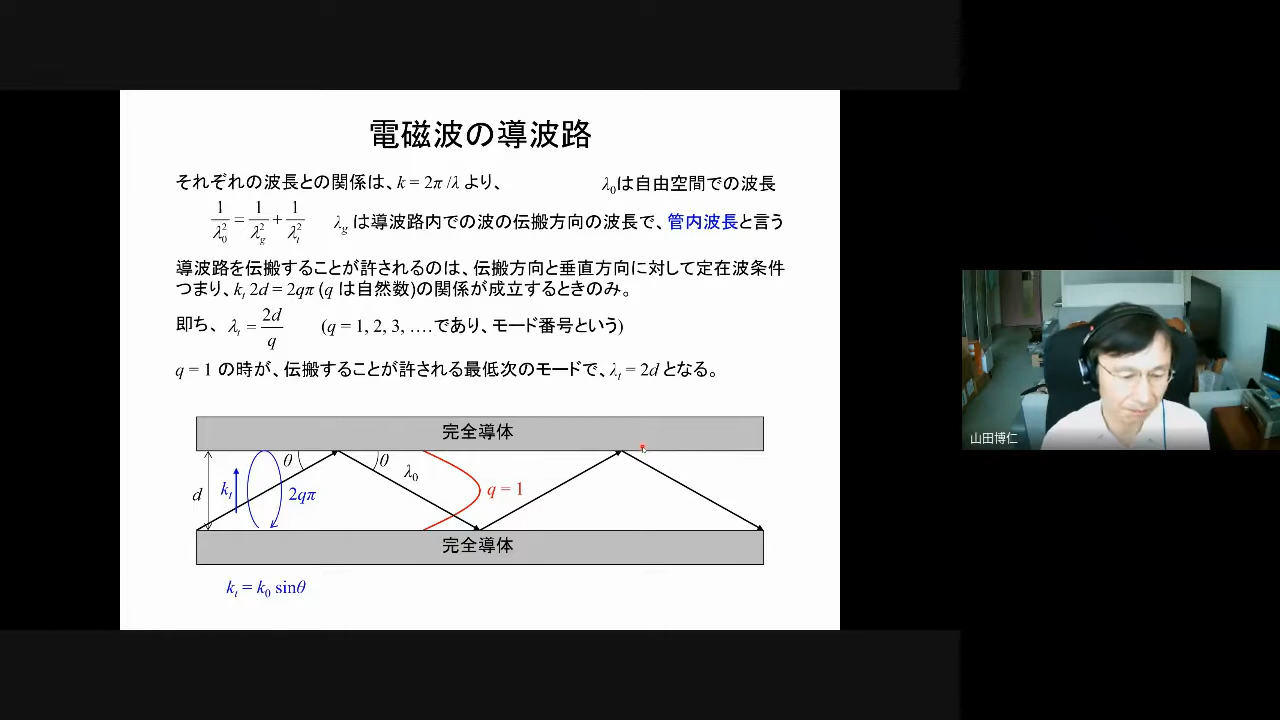 電磁波の導波路
それぞれの波長との関係は、k = 2π /λ より、 λ₀は自由空間での波長
1/λ₀² = 1/λg² + 1/λt² λg は導波路内での波の伝搬方向の波長で、管内波長と言う
導波路を伝搬することが許されるのは、伝搬方向と垂直方向に対して定在波条件
つまり、kt 2d = 2qπ (q は自然数)の関係が成立するときのみ。
即ち、 λt = 2d/q (q = 1, 2, 3, ….であり、モード番号という)
q = 1 の時が、伝搬することが許される最低次のモードで、λt = 2d となる。
完全導体
θ θ λ₀
d kt 2qπ q = 1
完全導体
kt = k₀ sinθ
山田博仁